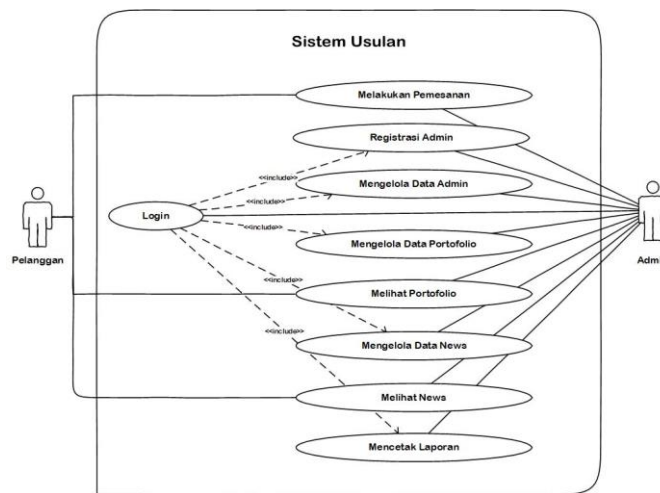 Sistem Usulan
Melakukan Pemesanan
Registrasi Admin
<<include>>
Mengelola Data Admin
<<include>>
Login
<<include>>
Mengelola Data Portofolio
Pelanggan
Admin
<<include>>
Melihat Portofolio
<<include>>
Mengelola Data News
Melihat News
Mencetak Laporan